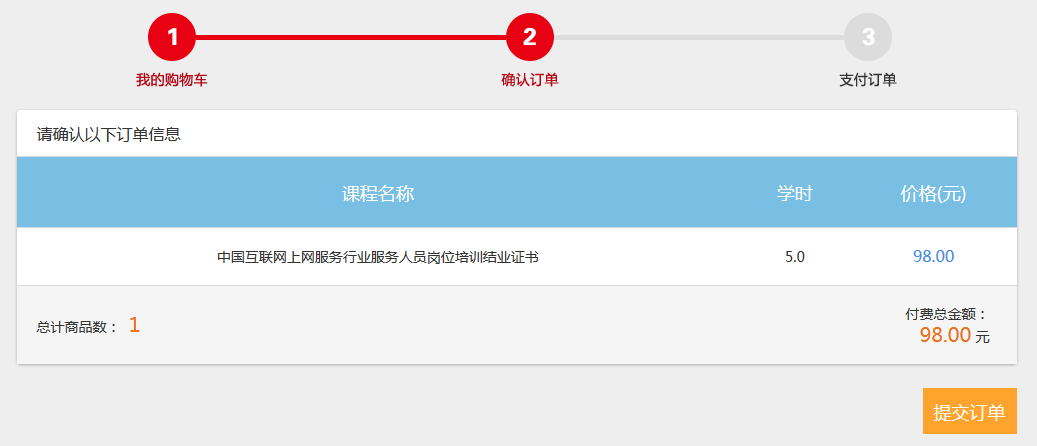 1 2 3
我的购物车 确认订单 支付订单
请确认以下订单信息
课程名称 学时 价格(元)
中国互联网上网服务行业服务人员岗位培训结业证书 5.0 98.00
总计商品数： 1
付费总金额：
98.00 元
提交订单